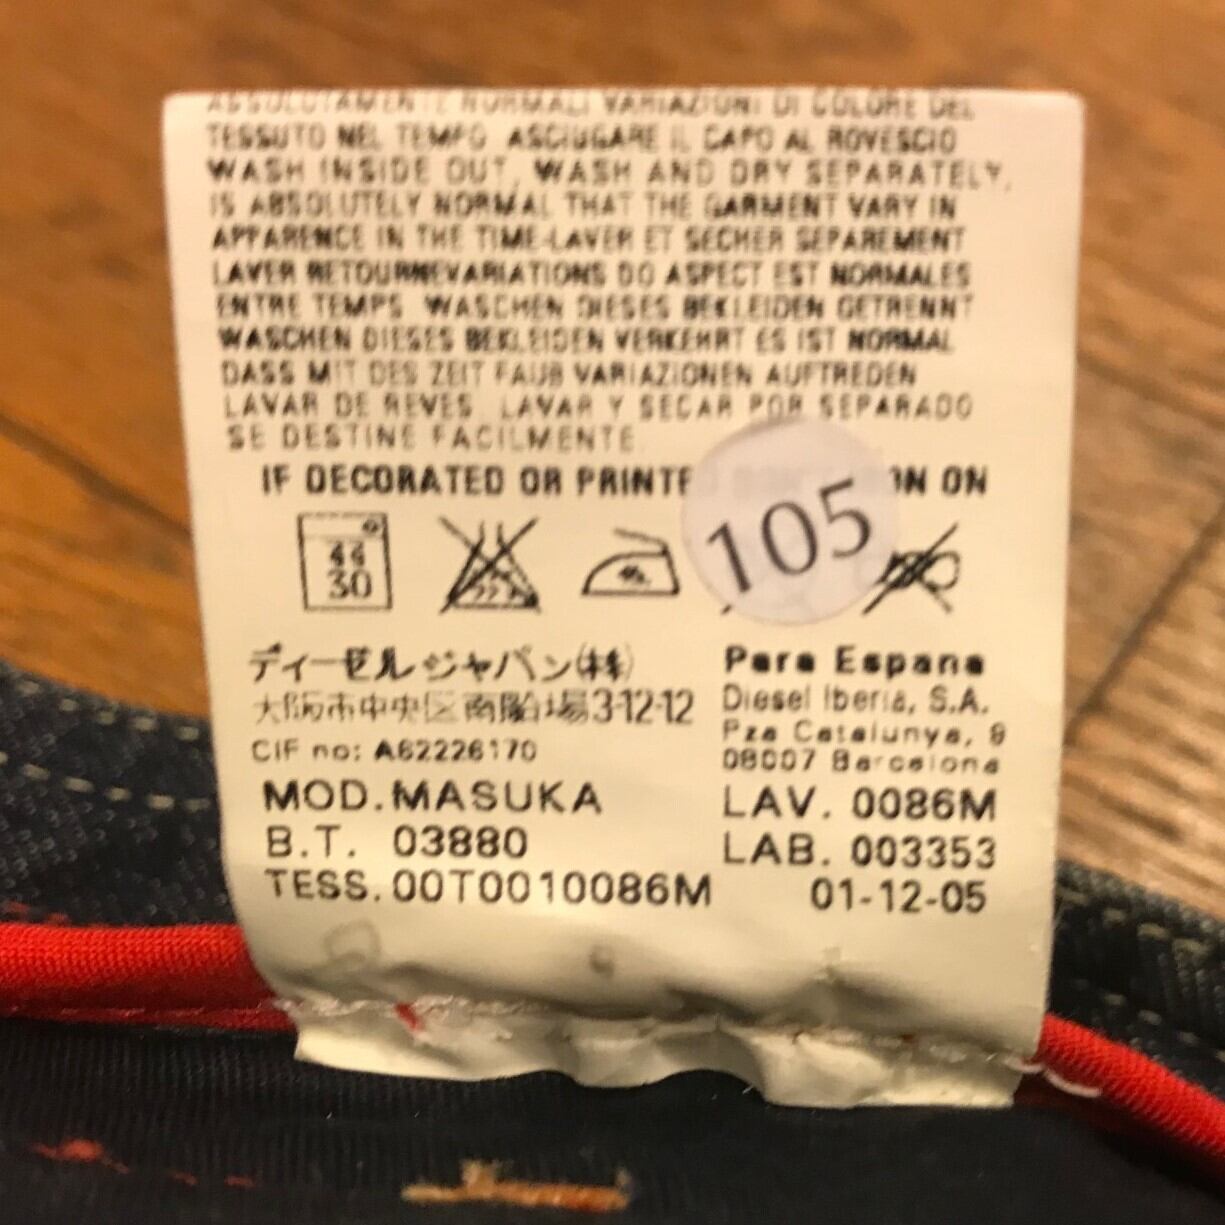 ASSOLUTAMENTE NORMALI VARIAZIONI DI COLORE DEL
TESSUTO NEL TEMPO ASCIUGARE IL CAPO AL ROVESCIO
WASH INSIDE OUT, WASH AND DRY SEPARATELY,
IS ABSOLUTELY NORMAL THAT THE GARMENT VARY IN
APPARENCE IN THE TIME-LAVER ET SECHER SEPAREMENT
LAVER RETOURNEVARIATIONS DO ASPECT EST NORMALES
ENTRE TEMPS. WASCHEN DIESES BEKLEIDEN GETRENNT
WASCHEN DIESES BEKLEIDEN VERKEHRT ES IST NORMAL
DASS MIT DES ZEIT FAUB VARIAZIONEN AUFTREDEN
LAVAR DE REVES. LAVAR Y SECAR POR SEPARADO
SE DESTINE FACILMENTE.
IF DECORATED OR ON
30
105
ディーゼルジャパン(株)
大阪市中央区南船場3-12-12
CIF no: A62226170
Para Espana
Diesel Iberia, S.A.
Pza Catalunya, 9
08007 Barcelona
MOD.MASUKA
B.T. 03880
TESS.00T0010086M
LAV. 0086M
LAB. 003353
01-12-05